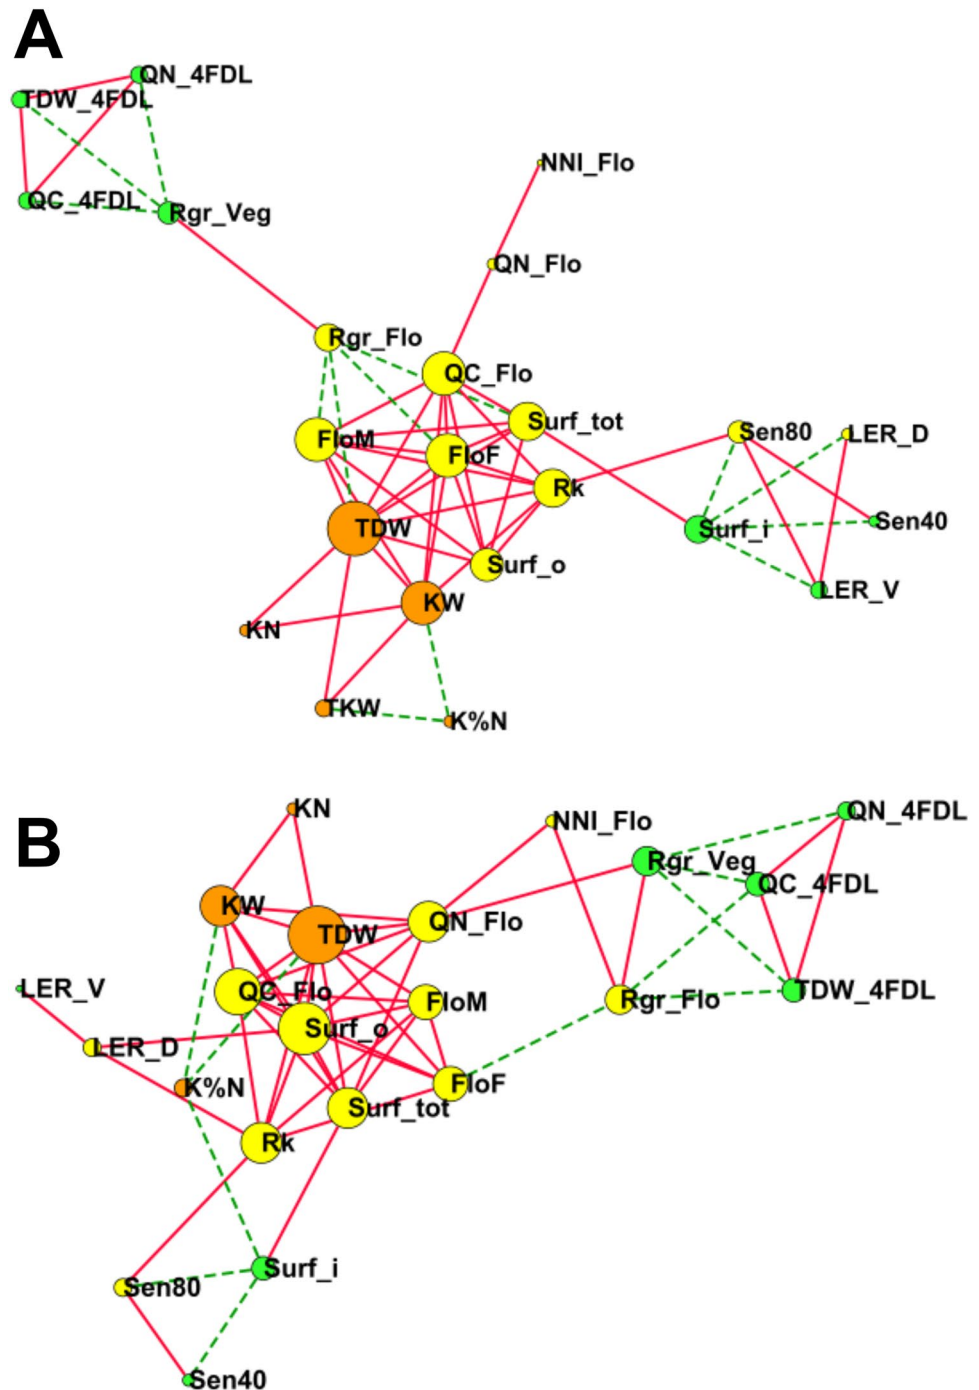 A
QN_4FDL
TDW_4FDL
QC_4FDL
Rgr_Veg
NNI_Flo
QN_Flo
Rgr_Flo
QC_Flo
Surf_tot
FloM
FloF
Sen80
LER_D
Rk
Sen40
TDW
Surf_i
Surf_o
LER_V
KW
KN
TKW
K%N
B
KN
NNI_Flo
QN_4FDL
Rgr_Veg
QC_4FDL
KW
QN_Flo
TDW
LER_V
QC_Flo
FloM
Rgr_Flo
TDW_4FDL
Surf_o
LER_D
K%N
FloF
Surf_tot
Rk
Surf_i
Sen80
Sen40